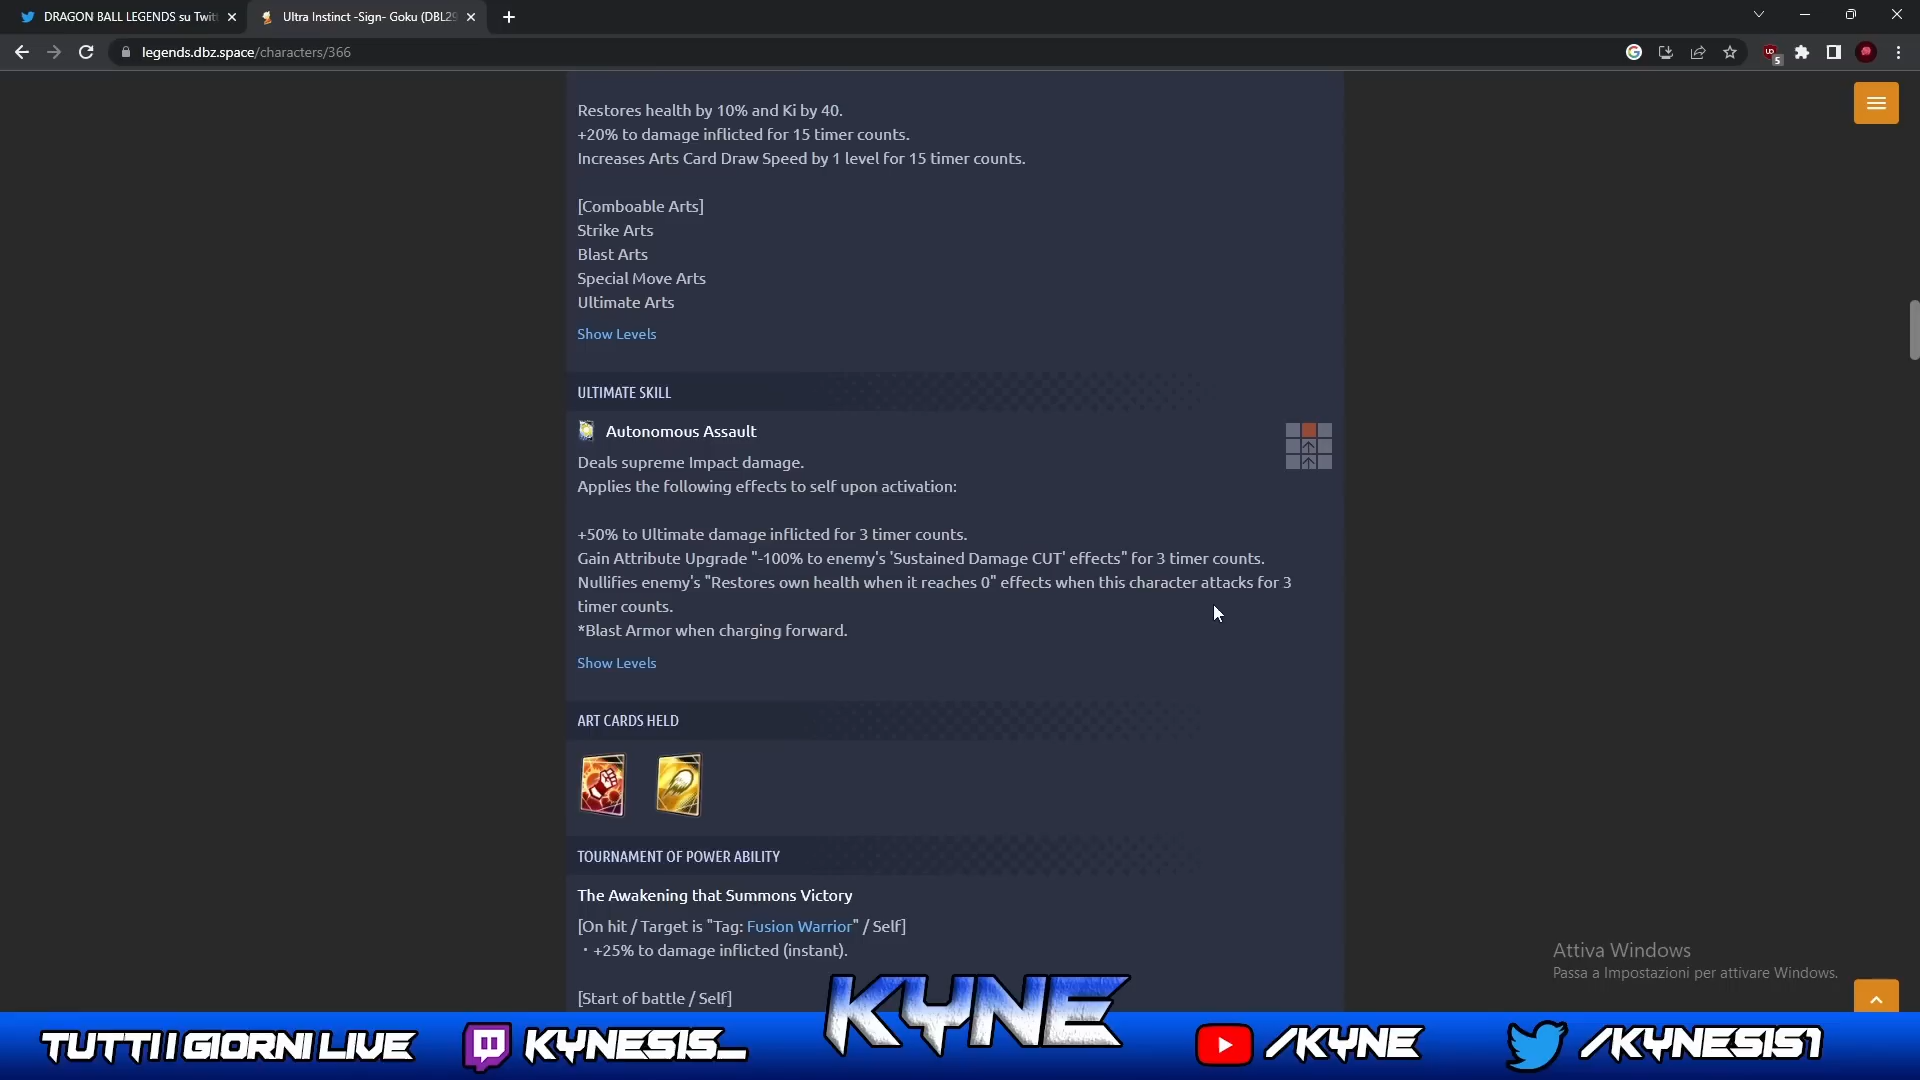 DRAGON BALL LEGENDS su Twit
Ultra Instinct -Sign- Goku (DBL29
legends.dbz.space/characters/366
5
Restores health by 10% and Ki by 40.
+20% to damage inflicted for 15 timer counts.
Increases Arts Card Draw Speed by 1 level for 15 timer counts.
[Comboable Arts]
Strike Arts
Blast Arts
Special Move Arts
Ultimate Arts
Show Levels
ULTIMATE SKILL
Autonomous Assault
Deals supreme Impact damage.
Applies the following effects to self upon activation:
+50% to Ultimate damage inflicted for 3 timer counts.
Gain Attribute Upgrade "-100% to enemy's 'Sustained Damage CUT' effects" for 3 timer counts.
Nullifies enemy's "Restores own health when it reaches 0" effects when this character attacks for 3
timer counts.
*Blast Armor when charging forward.
Show Levels
ART CARDS HELD
TOURNAMENT OF POWER ABILITY
The Awakening that Summons Victory
[On hit / Target is "Tag: Fusion Warrior" / Self]
・+25% to damage inflicted (instant).
[Start of battle / Self]
Attiva Windows
Passa a Impostazioni per attivare Windows.
TUTTI I GIORNI LIVE
KYNESIS_
KYNE
/KYNE
/KYNESIS1